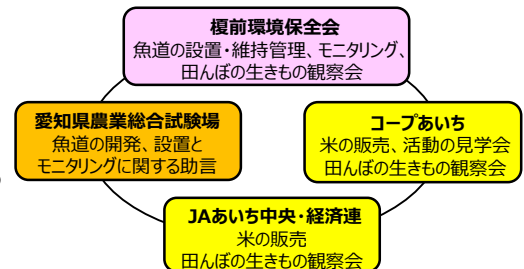 榎前環境保全会
魚道の設置・維持管理、モニタリング、
田んぼの生きもの観察会
愛知県農業総合試験場
魚道の開発、設置と
モニタリングに関する助言
コープあいち
米の販売、活動の見学会
田んぼの生きもの観察会
JAあいち中央・経済連
米の販売
田んぼの生きもの観察会